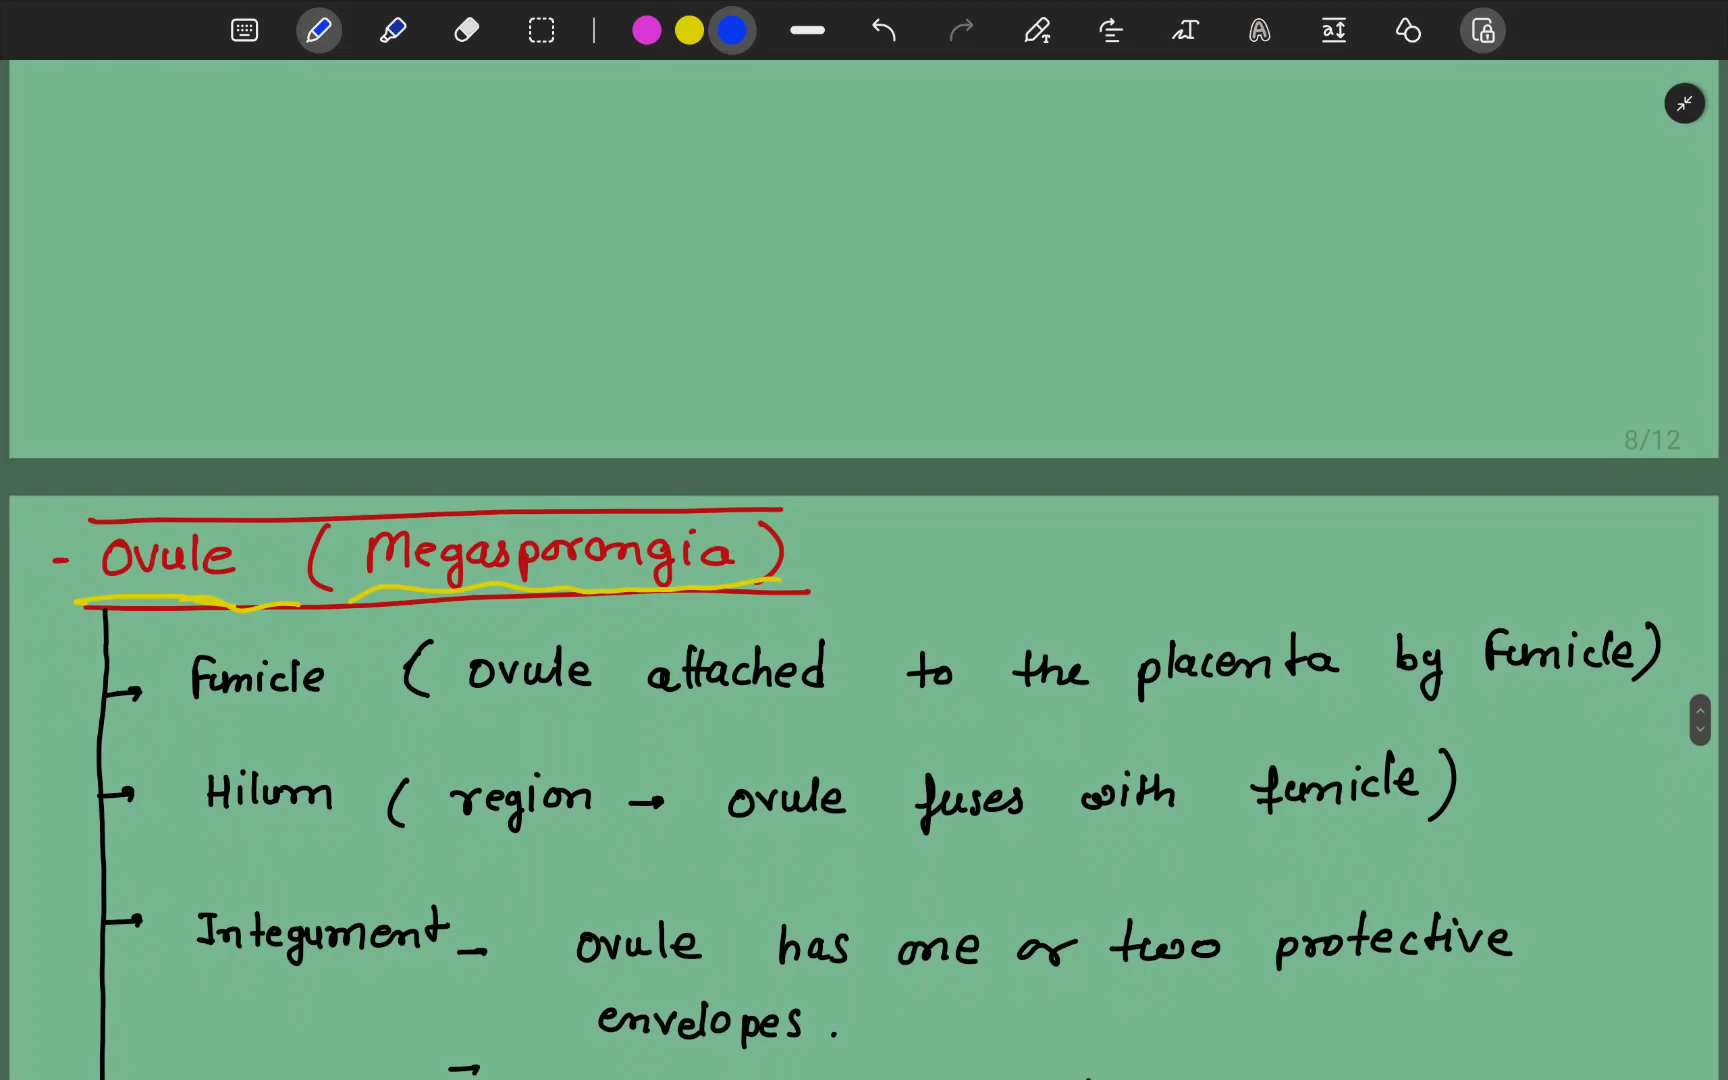 8/12
- Ovule (Megasporangia)
→ Funicle (ovule attached to the placenta by funicle)
→ Hilum (region → ovule fuses with funicle)
→ Integument - ovule has one or two protective
envelopes.